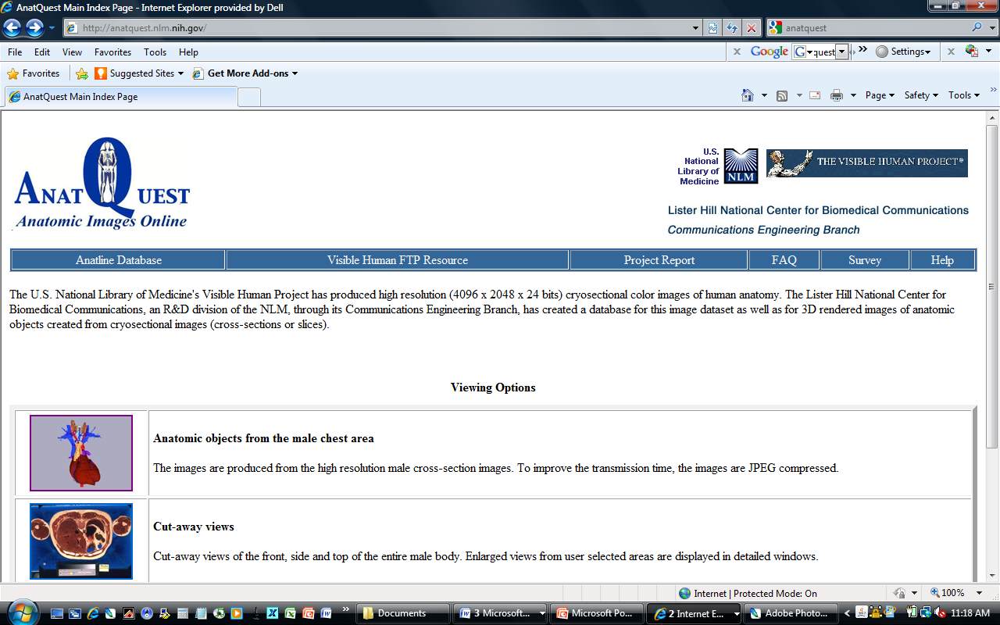 AnatQuest Main Index Page - Internet Explorer provided by Dell
http://anatquest.nlm.nih.gov/
anatquest
File Edit View Favorites Tools Help
Google
G quest
Settings
Favorites
Suggested Sites
Get More Add-ons
AnatQuest Main Index Page
Page Safety Tools
ANATQUEST
Anatomic Images Online
U.S.
National
Library of
Medicine
NLM
THE VISIBLE HUMAN PROJECT®
Lister Hill National Center for Biomedical Communications
Communications Engineering Branch
Anatline Database Visible Human FTP Resource Project Report FAQ Survey Help
The U.S. National Library of Medicine's Visible Human Project has produced high resolution (4096 x 2048 x 24 bits) cryosectional color images of human anatomy. The Lister Hill National Center for
Biomedical Communications, an R&D division of the NLM, through its Communications Engineering Branch, has created a database for this image dataset as well as for 3D rendered images of anatomic
objects created from cryosectional images (cross-sections or slices).
Viewing Options
Anatomic objects from the male chest area
The images are produced from the high resolution male cross-section images. To improve the transmission time, the images are JPEG compressed.
Cut-away views
Cut-away views of the front, side and top of the entire male body. Enlarged views from user selected areas are displayed in detailed windows.
Internet | Protected Mode: On
100%
Documents
3 Microsoft...
Microsoft Po...
2 Internet E...
Adobe Photo...
11:18 AM